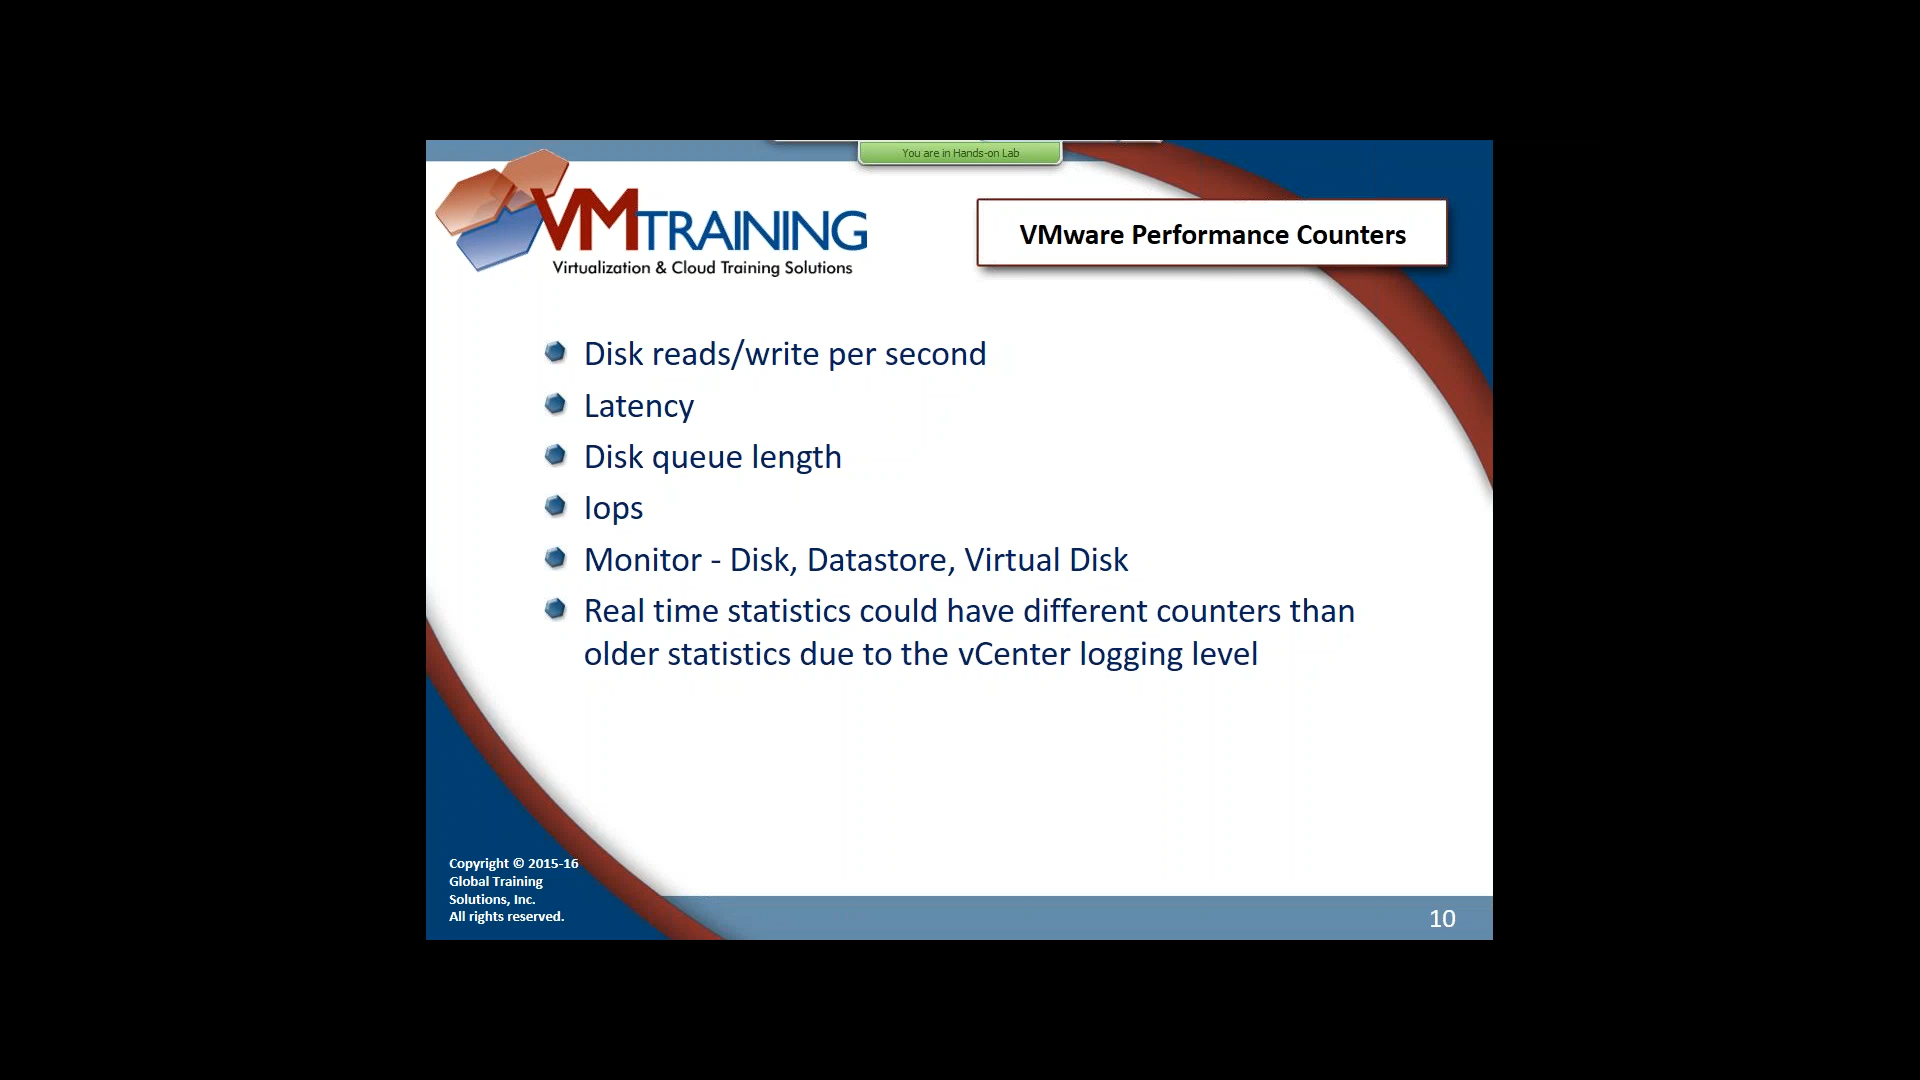 You are in Hands-on Lab
VMTRAINING
Virtualization & Cloud Training Solutions
VMware Performance Counters
Disk reads/write per second
Latency
Disk queue length
Iops
Monitor - Disk, Datastore, Virtual Disk
Real time statistics could have different counters than
older statistics due to the vCenter logging level
Copyright © 2015-16
Global Training
Solutions, Inc.
All rights reserved.
10